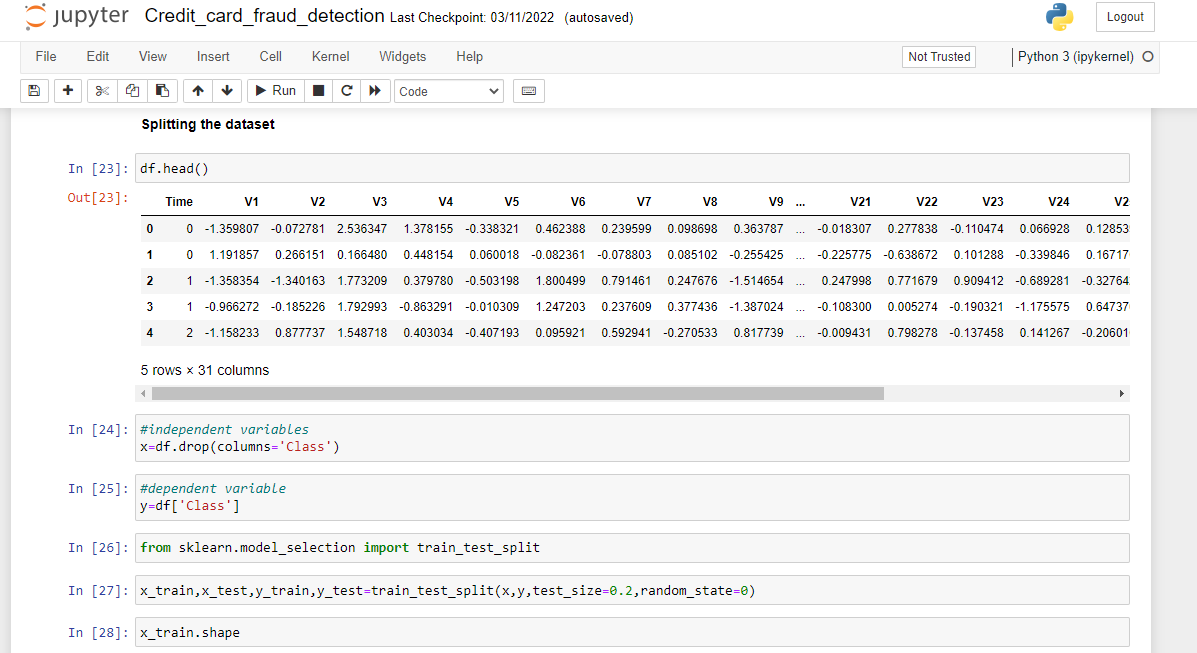 jupyter Credit_card_fraud_detection Last Checkpoint: 03/11/2022 (autosaved) Logout
File Edit View Insert Cell Kernel Widgets Help Not Trusted Python 3 (ipykernel)
Run Code
Splitting the dataset
In [23]: df.head()
Out[23]:
Time V1 V2 V3 V4 V5 V6 V7 V8 V9 ... V21 V22 V23 V24 V2
0 0 -1.359807 -0.072781 2.536347 1.378155 -0.338321 0.462388 0.239599 0.098698 0.363787 ... -0.018307 0.277838 -0.110474 0.066928 0.12853
1 0 1.191857 0.266151 0.166480 0.448154 0.060018 -0.082361 -0.078803 0.085102 -0.255425 ... -0.225775 -0.638672 0.101288 -0.339846 0.16717
2 1 -1.358354 -1.340163 1.773209 0.379780 -0.503198 1.800499 0.791461 0.247676 -1.514654 ... 0.247998 0.771679 0.909412 -0.689281 -0.32764
3 1 -0.966272 -0.185226 1.792993 -0.863291 -0.010309 1.247203 0.237609 0.377436 -1.387024 ... -0.108300 0.005274 -0.190321 -1.175575 0.64737
4 2 -1.158233 0.877737 1.548718 0.403034 -0.407193 0.095921 0.592941 -0.270533 0.817739 ... -0.009431 0.798278 -0.137458 0.141267 -0.20601
5 rows × 31 columns
In [24]: #independent variables
x=df.drop(columns='Class')
In [25]: #dependent variable
y=df['Class']
In [26]: from sklearn.model_selection import train_test_split
In [27]: x_train,x_test,y_train,y_test=train_test_split(x,y,test_size=0.2,random_state=0)
In [28]: x_train.shape